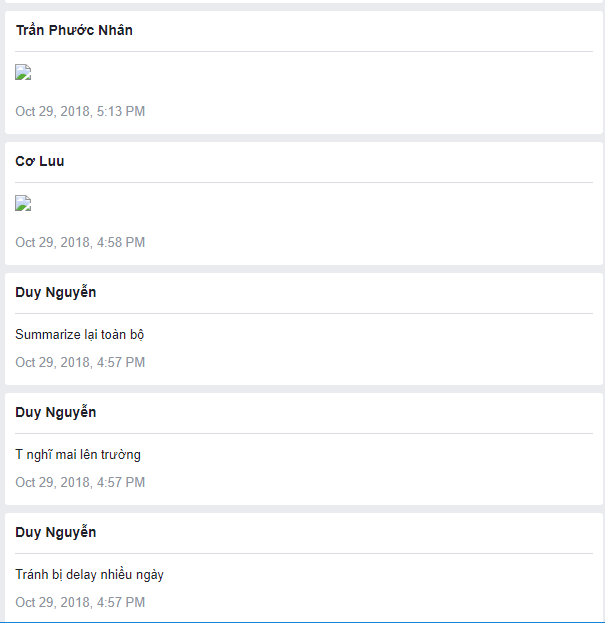 Trần Phước Nhân
Oct 29, 2018, 5:13 PM
Cơ Luu
Oct 29, 2018, 4:58 PM
Duy Nguyễn
Summarize lại toàn bộ
Oct 29, 2018, 4:57 PM
Duy Nguyễn
T nghĩ mai lên trường
Oct 29, 2018, 4:57 PM
Duy Nguyễn
Tránh bị delay nhiều ngày
Oct 29, 2018, 4:57 PM